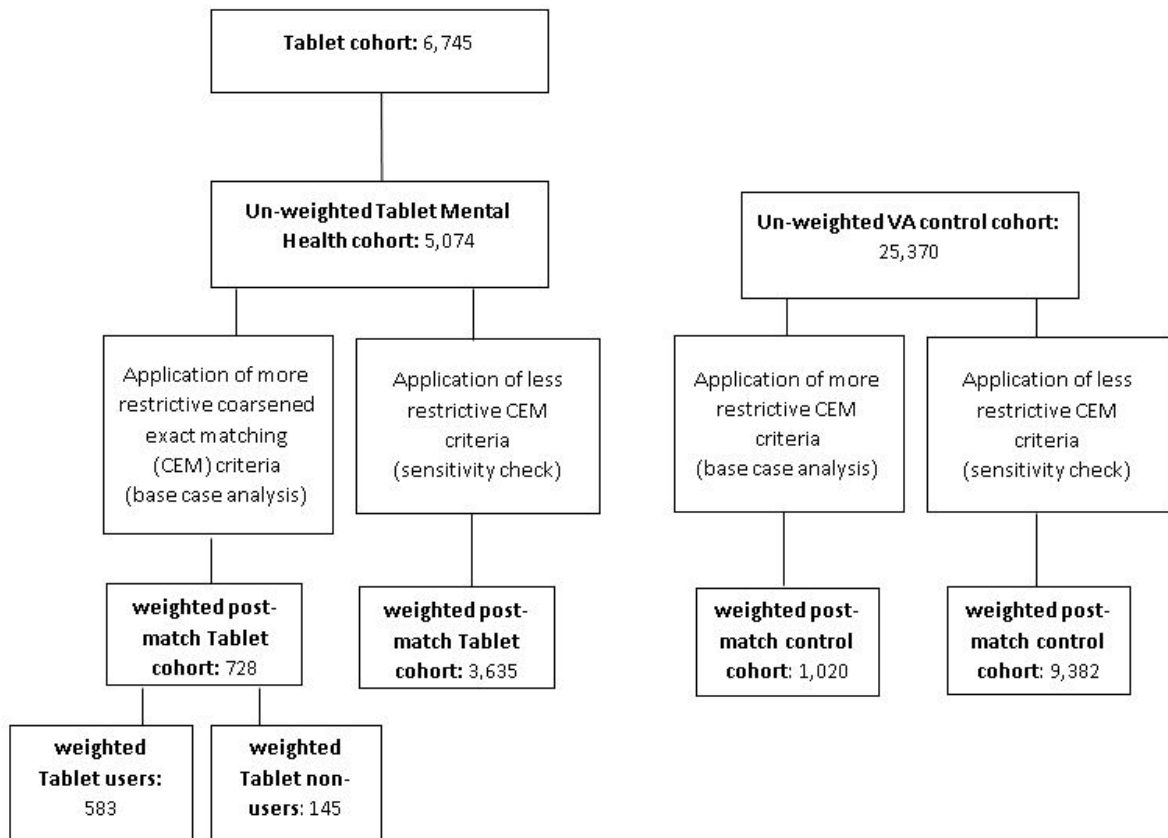 Tablet cohort: 6,745
Un-weighted Tablet Mental
Health cohort: 5,074
Un-weighted VA control cohort:
25,370
Application of more
restrictive coarsened
exact matching
(CEM) criteria
(base case analysis)
Application of less
restrictive CEM
criteria
(sensitivity check)
Application of more
restrictive CEM
criteria
(base case analysis)
Application of less
restrictive CEM
criteria
(sensitivity check)
weighted post-
match Tablet
cohort: 728
weighted post-
match Tablet
cohort: 3,635
weighted post-
match control
cohort: 1,020
weighted post-
match control
cohort: 9,382
weighted
Tablet users:
583
weighted
Tablet non-
users: 145